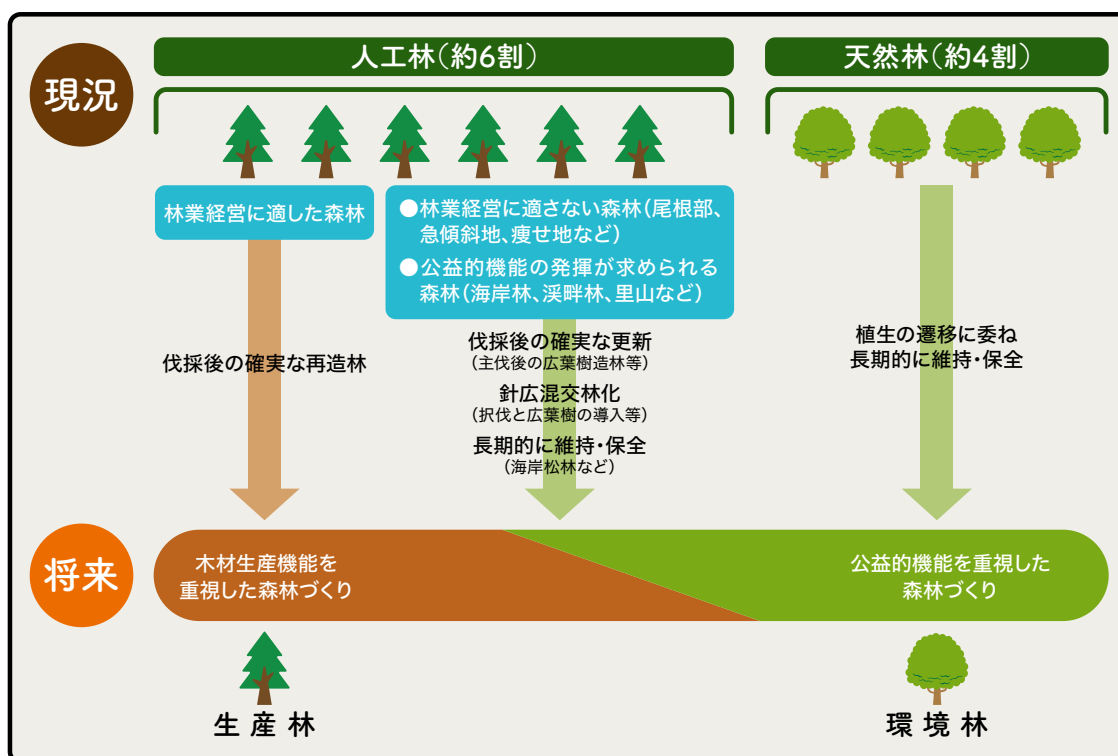 現況
人工林（約6割）
天然林（約4割）
林業経営に適した森林
●林業経営に適さない森林（尾根部、
急傾斜地、痩せ地など）
●公益的機能の発揮が求められる
森林（海岸林、渓畔林、里山など）
伐採後の確実な再造林
伐採後の確実な更新
（主伐後の広葉樹造林等）
針広混交林化
（択伐と広葉樹の導入等）
長期的に維持・保全
（海岸松林など）
植生の遷移に委ね
長期的に維持・保全
将来
木材生産機能を
重視した森林づくり
公益的機能を重視した
森林づくり
生産林
環境林